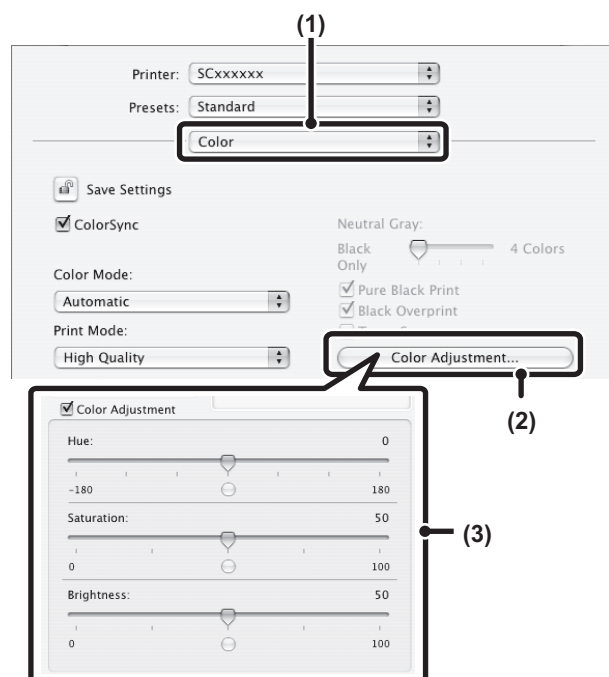 (1)
Printer: SCxxxxxx
Presets: Standard
Color
Save Settings
ColorSync
Neutral Gray:
Black Only
4 Colors
Color Mode:
Automatic
Pure Black Print
Black Overprint
Print Mode:
High Quality
Color Adjustment...
(2)
Color Adjustment
Hue: 0
-180 180
Saturation: 50
0 100
(3)
Brightness: 50
0 100